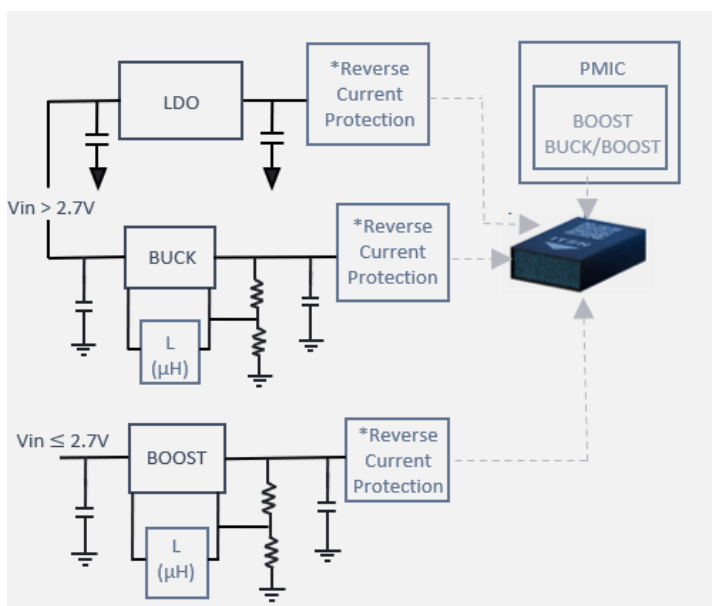 *Reverse
Current
Protection
LDO
PMIC
BOOST
BUCK/BOOST
Vin > 2.7V
*Reverse
Current
Protection
BUCK
L
(µH)
ITEN
Vin ≤ 2.7V
*Reverse
Current
Protection
BOOST
L
(µH)